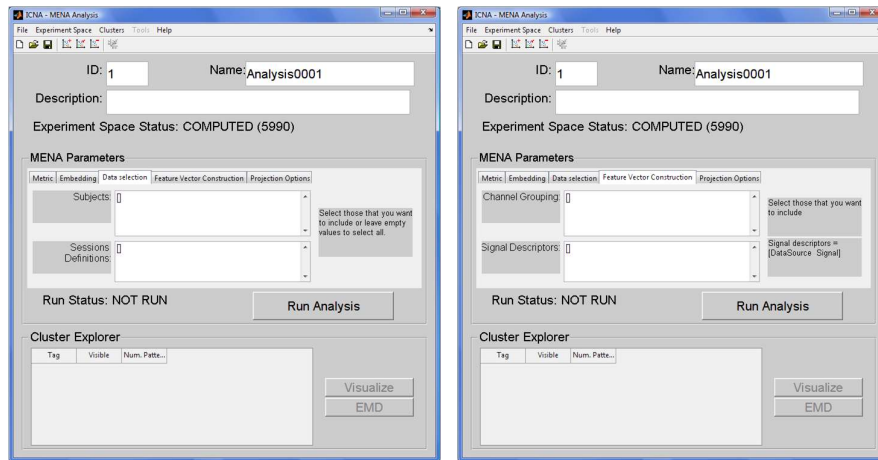 ICNA - MENA Analysis
File Experiment Space Clusters Tools Help
ID: 1
Name: Analysis0001
Description:
Experiment Space Status: COMPUTED (5990)
MENA Parameters
Metric Embedding Data selection Feature Vector Construction Projection Options
Subjects: []
Select those that you want
to include or leave empty
values to select all.
Sessions
Definitions: []
Run Status: NOT RUN
Run Analysis
Cluster Explorer
Tag Visible Num. Patte...
Visualize
EMD
ICNA - MENA Analysis
File Experiment Space Clusters Tools Help
ID: 1
Name: Analysis0001
Description:
Experiment Space Status: COMPUTED (5990)
MENA Parameters
Metric Embedding Data selection Feature Vector Construction Projection Options
Channel Grouping: []
Select those that you want
to include
Signal Descriptors: []
Signal descriptors =
[DataSource Signal]
Run Status: NOT RUN
Run Analysis
Cluster Explorer
Tag Visible Num. Patte...
Visualize
EMD